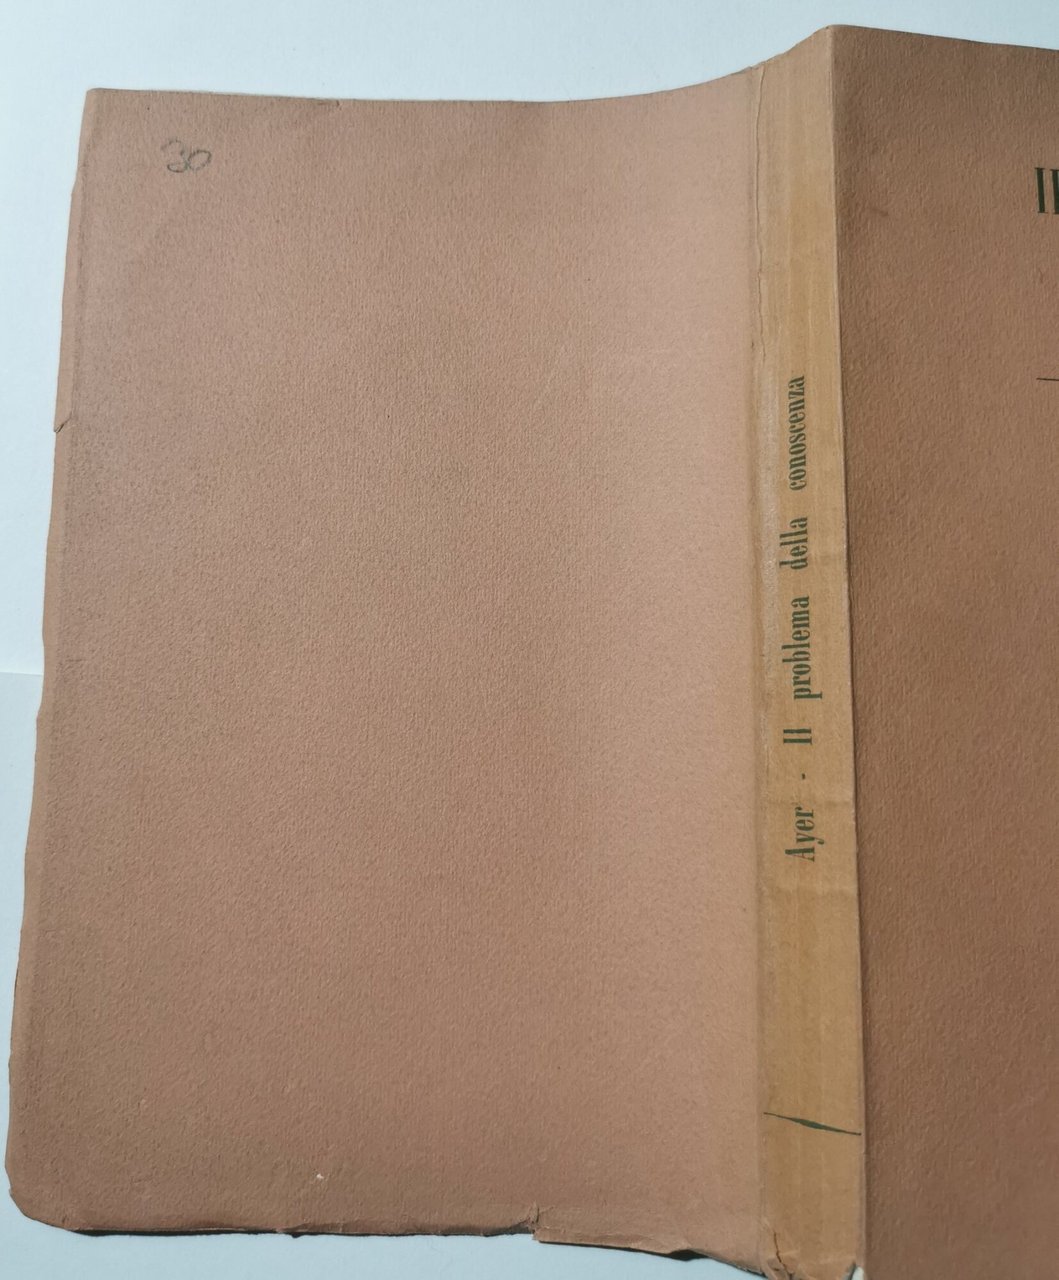 30
Ayer - Il problema della conoscenza